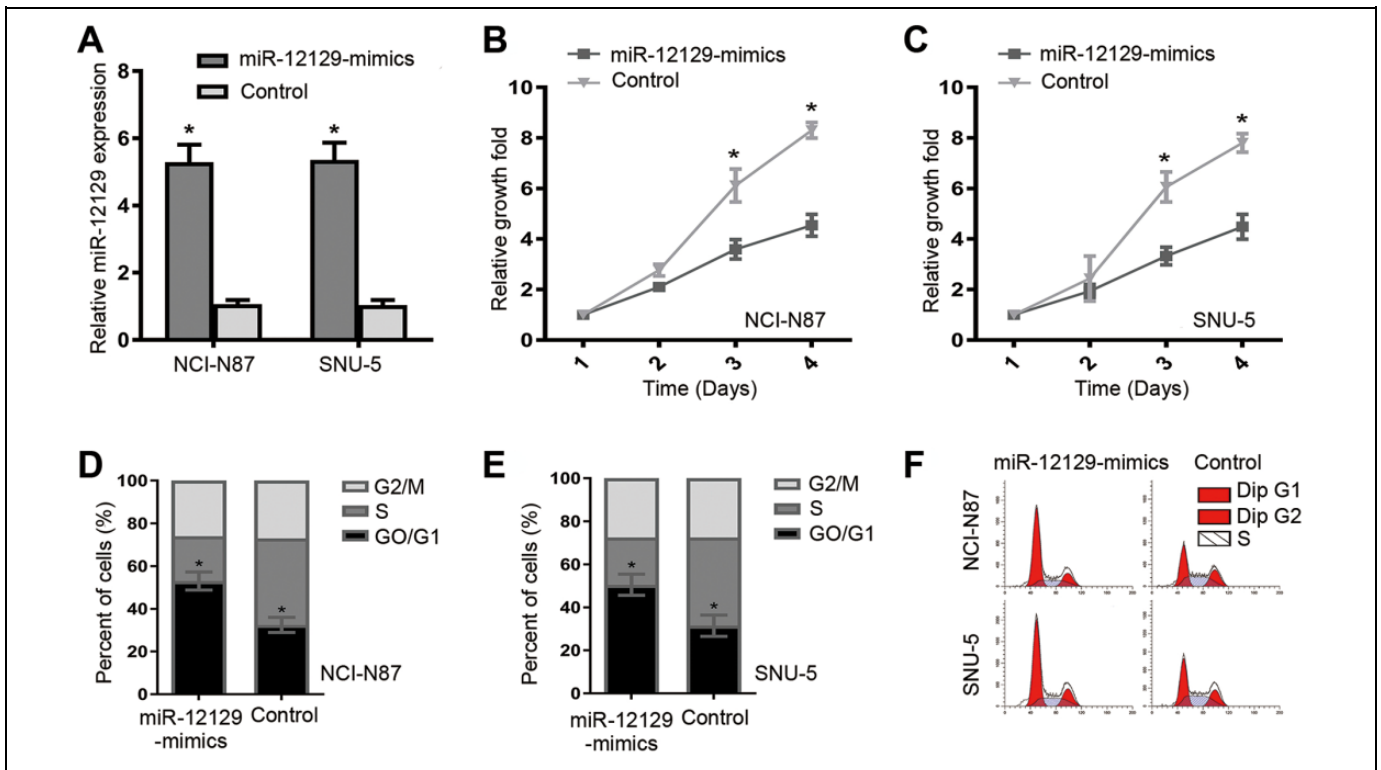 A
miR-12129-mimics
Control
Relative miR-12129 expression
8
6
4
2
0
*
*
NCI-N87
SNU-5
B
miR-12129-mimics
Control
Relative growth fold
10
8
6
4
2
0
*
*
NCI-N87
1 2 3 4
Time (Days)
C
miR-12129-mimics
Control
Relative growth fold
10
8
6
4
2
0
*
*
SNU-5
1 2 3 4
Time (Days)
D
G2/M
S
GO/G1
Percent of cells (%)
100
80
60
40
20
0
*
*
NCI-N87
miR-12129
-mimics
Control
E
G2/M
S
GO/G1
Percent of cells (%)
100
80
60
40
20
0
*
*
SNU-5
miR-12129
-mimics
Control
F
miR-12129-mimics
Control
Dip G1
Dip G2
S
NCI-N87
SNU-5